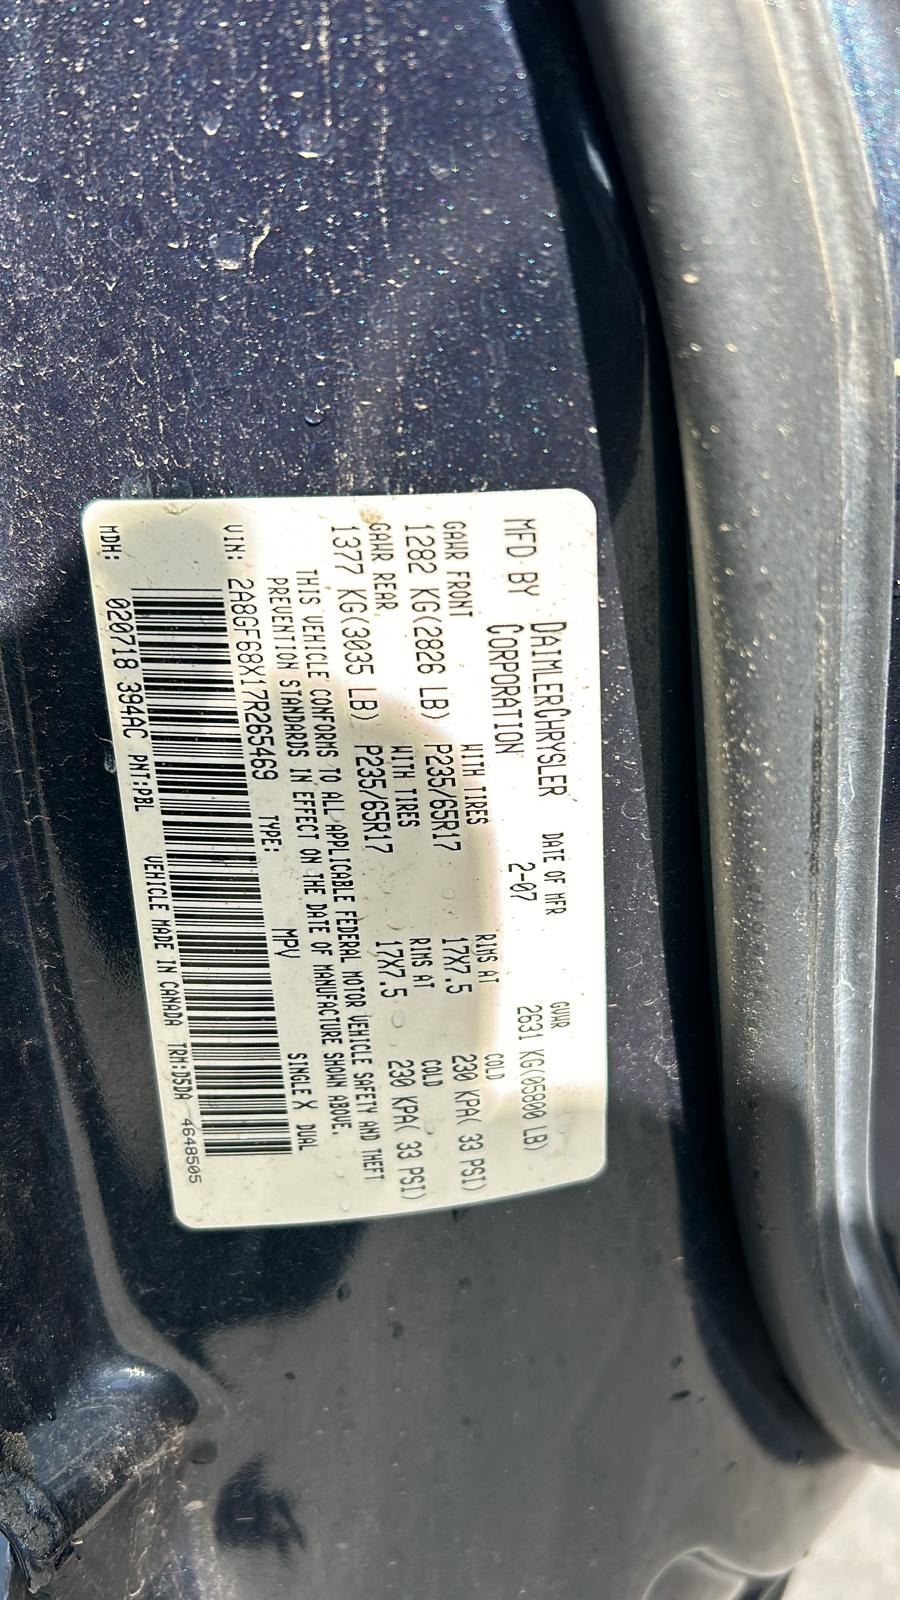 MFD BY DAIMLERCHRYSLER CORPORATION DATE OF MFR 2-07 GVWR 2631 KG(05800 LB)
GAWR FRONT WITH TIRES RIMS AT COLD
1282 KG(2826 LB) P235/65R17 17X7.5 230 KPA( 33 PSI)
GAWR REAR WITH TIRES RIMS AT COLD
1377 KG(3035 LB) P235/65R17 17X7.5 230 KPA( 33 PSI)
THIS VEHICLE CONFORMS TO ALL APPLICABLE FEDERAL MOTOR VEHICLE SAFETY AND THEFT
PREVENTION STANDARDS IN EFFECT ON THE DATE OF MANUFACTURE SHOWN ABOVE.
VIN: 2A8GF68X17R265469 TYPE: MPV SINGLE X DUAL
MDH: 020718 394AC PNT:PBL VEHICLE MADE IN CANADA TRM:D5DA 4648505